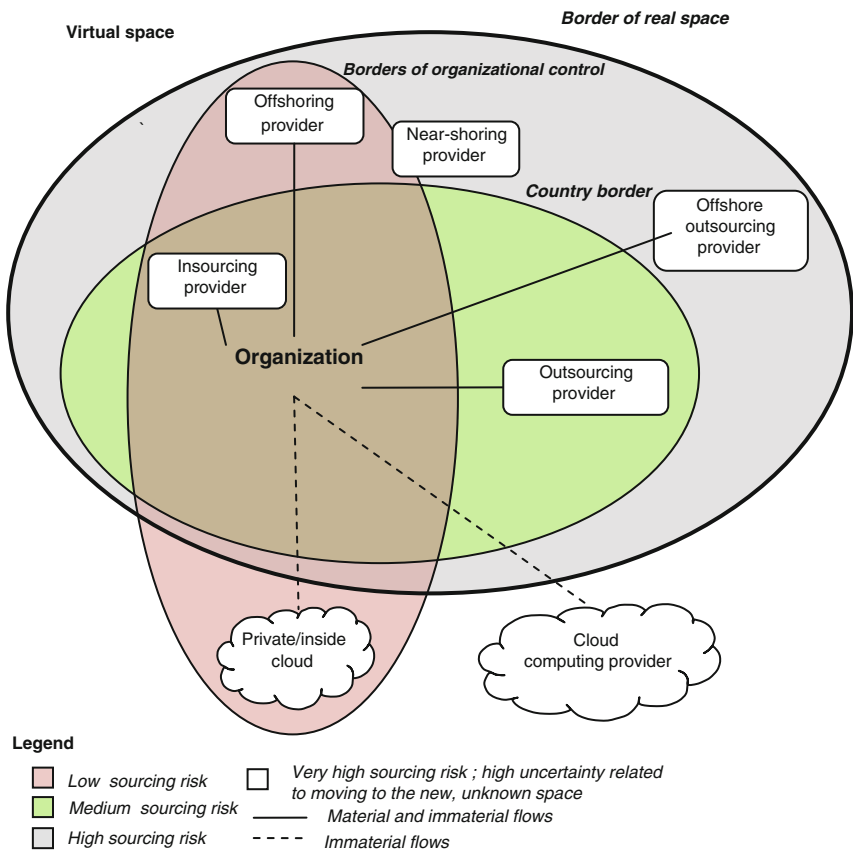 Border of real space
Virtual space
Borders of organizational control
Offshoring
provider
Near-shoring
provider
Country border
Offshore
outsourcing
provider
Insourcing
provider
Organization
Outsourcing
provider
Private/inside
cloud
Cloud
computing provider
Legend
Low sourcing risk
Medium sourcing risk
High sourcing risk
Very high sourcing risk ; high uncertainty related
to moving to the new, unknown space
Material and immaterial flows
Immaterial flows